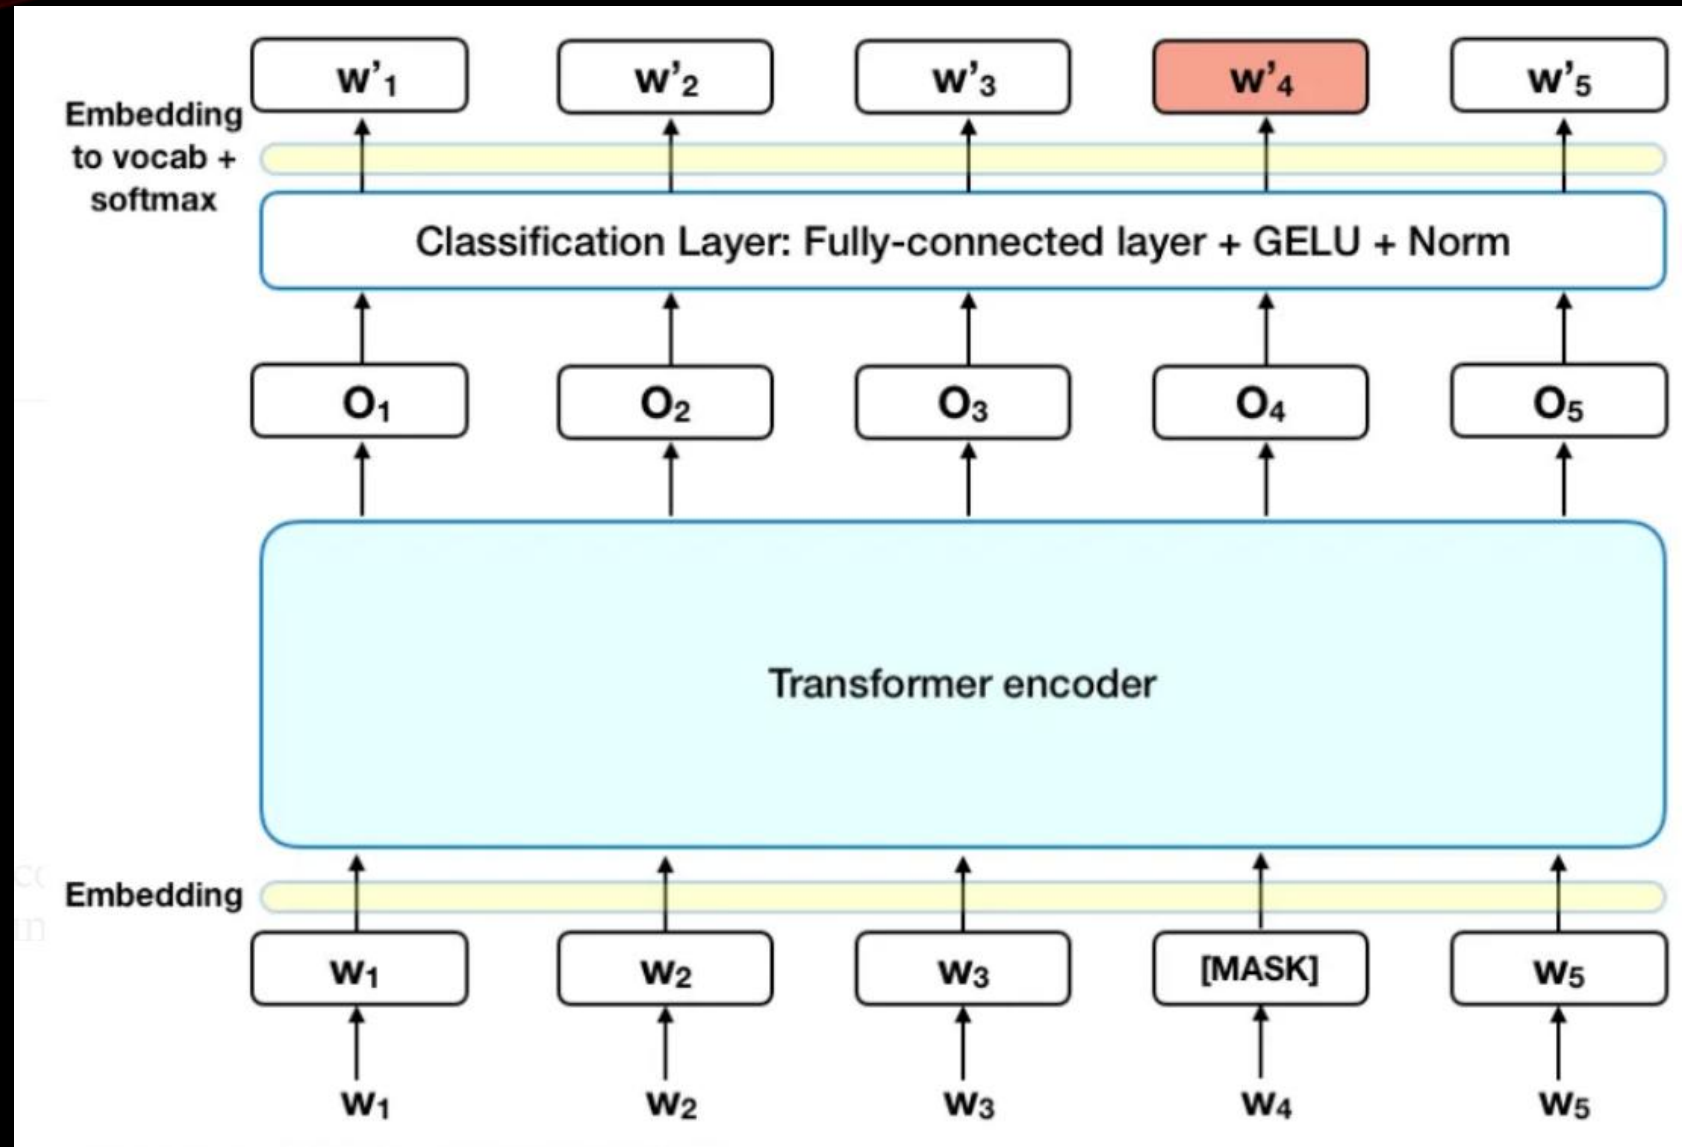 w'1 w'2 w'3 w'4 w'5
Embedding
to vocab +
softmax
Classification Layer: Fully-connected layer + GELU + Norm
O1 O2 O3 O4 O5
Transformer encoder
Embedding
w1 w2 w3 [MASK] w5
w1 w2 w3 w4 w5